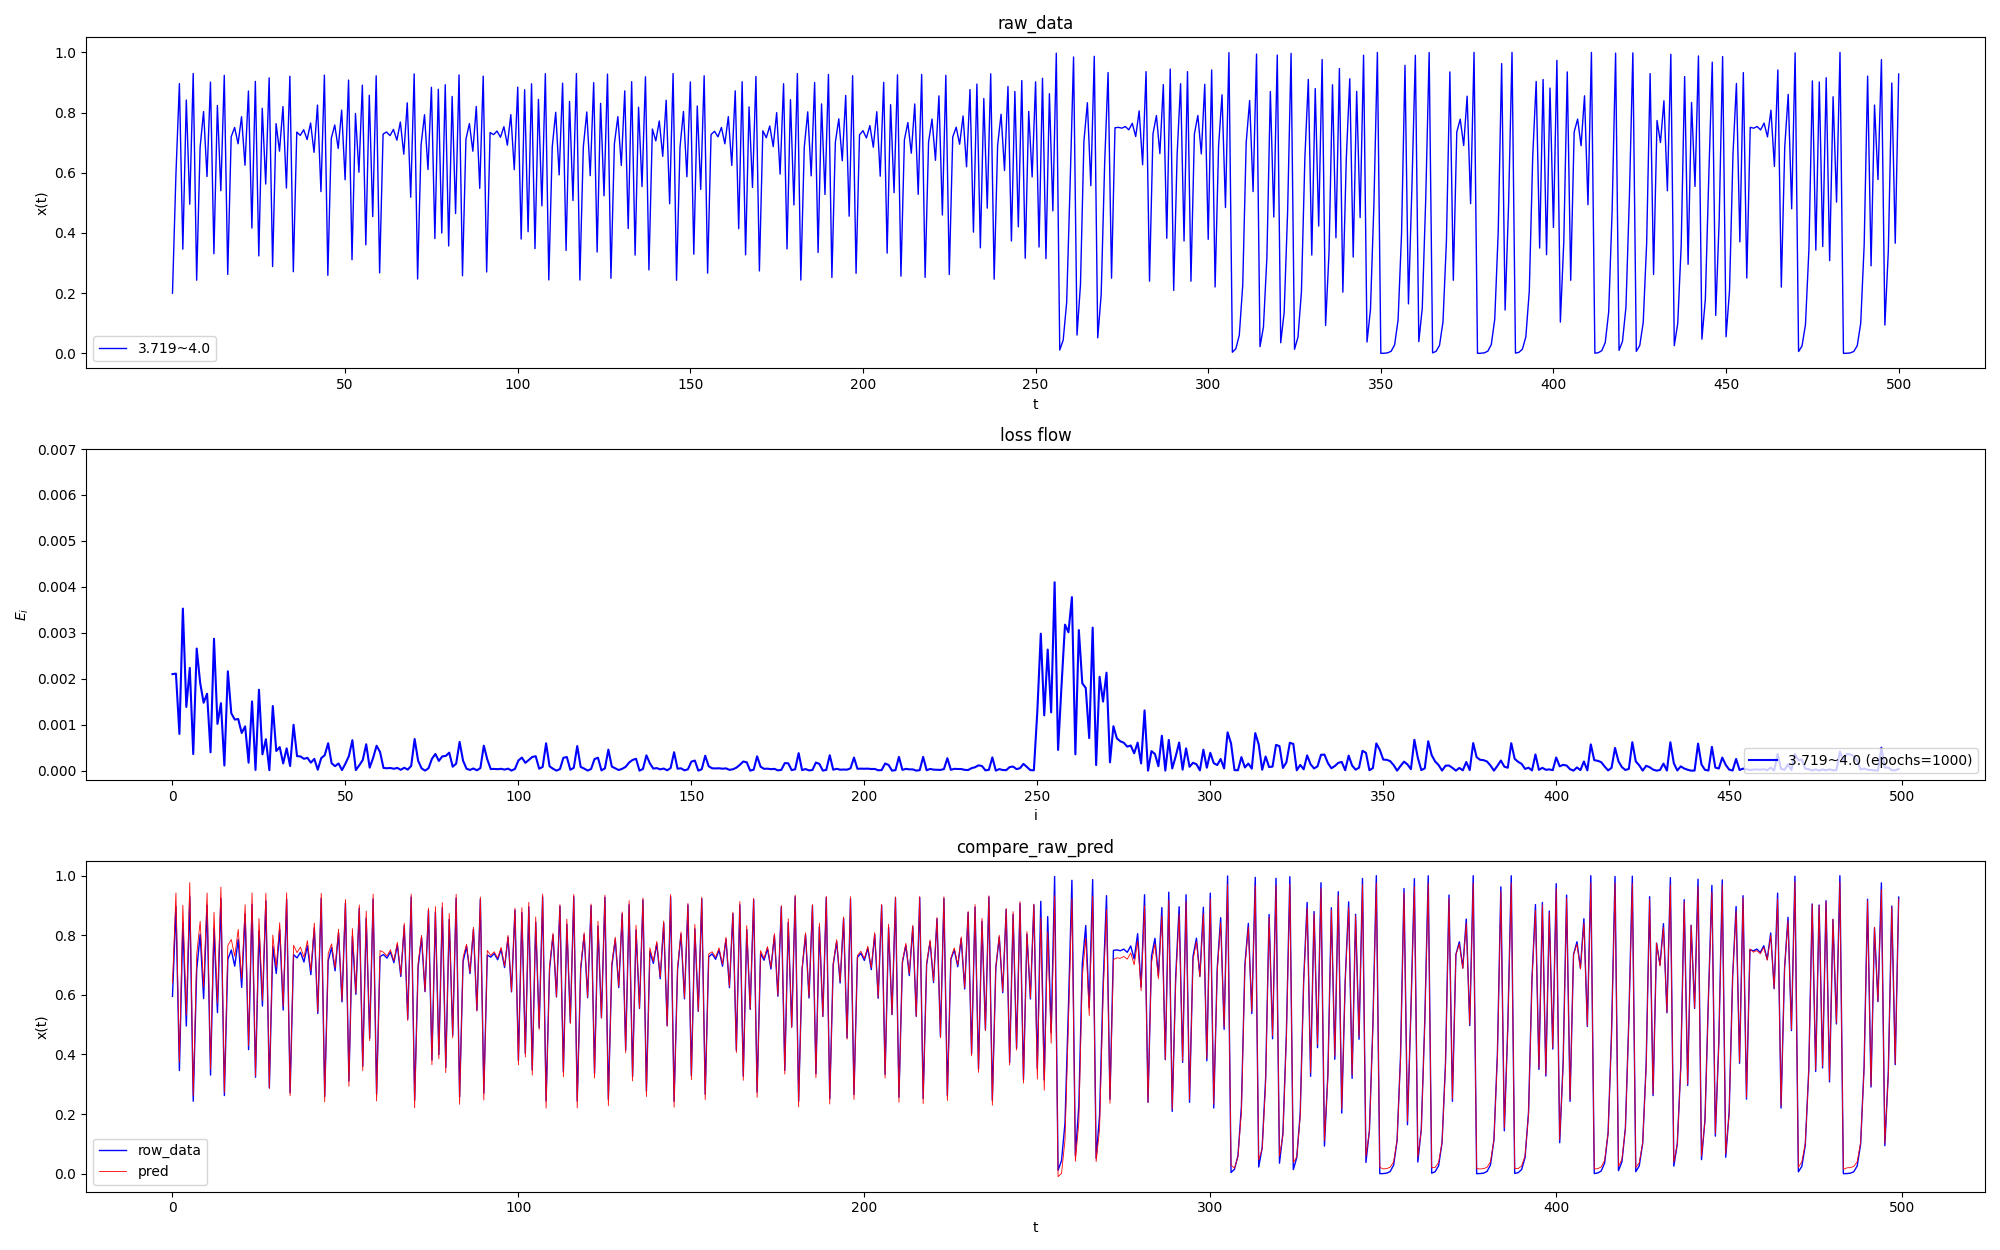 raw_data
1.0
0.8
0.6
0.4
0.2
0.0
x(t)
3.719~4.0
50 100 150 200 250 300 350 400 450 500
t
loss flow
0.007
0.006
0.005
0.004
0.003
0.002
0.001
0.000
E_i
3.719~4.0 (epochs=1000)
0 50 100 150 200 250 300 350 400 450 500
i
compare_raw_pred
1.0
0.8
0.6
0.4
0.2
0.0
x(t)
row_data
pred
0 100 200 300 400 500
t